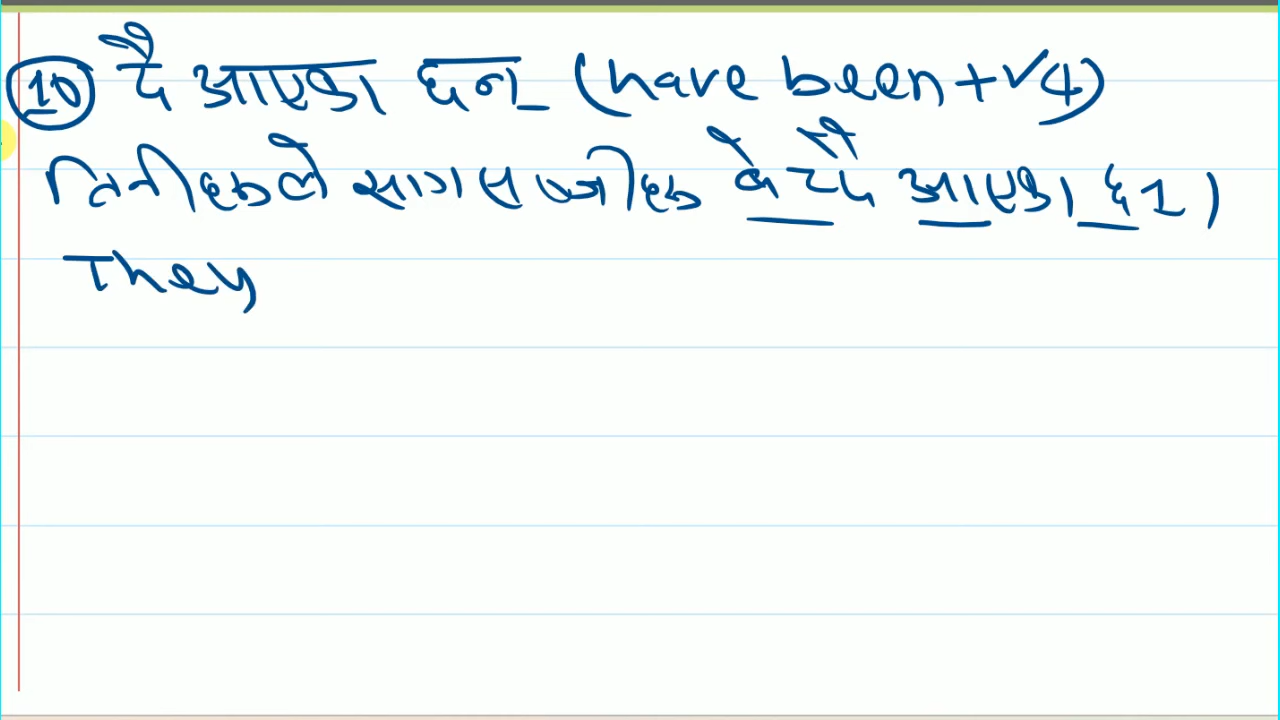 10 दै आएका छन् (have been + v4)
तिनीहरूले सागसब्जीहरू बेच्दै आएका छन्।
They